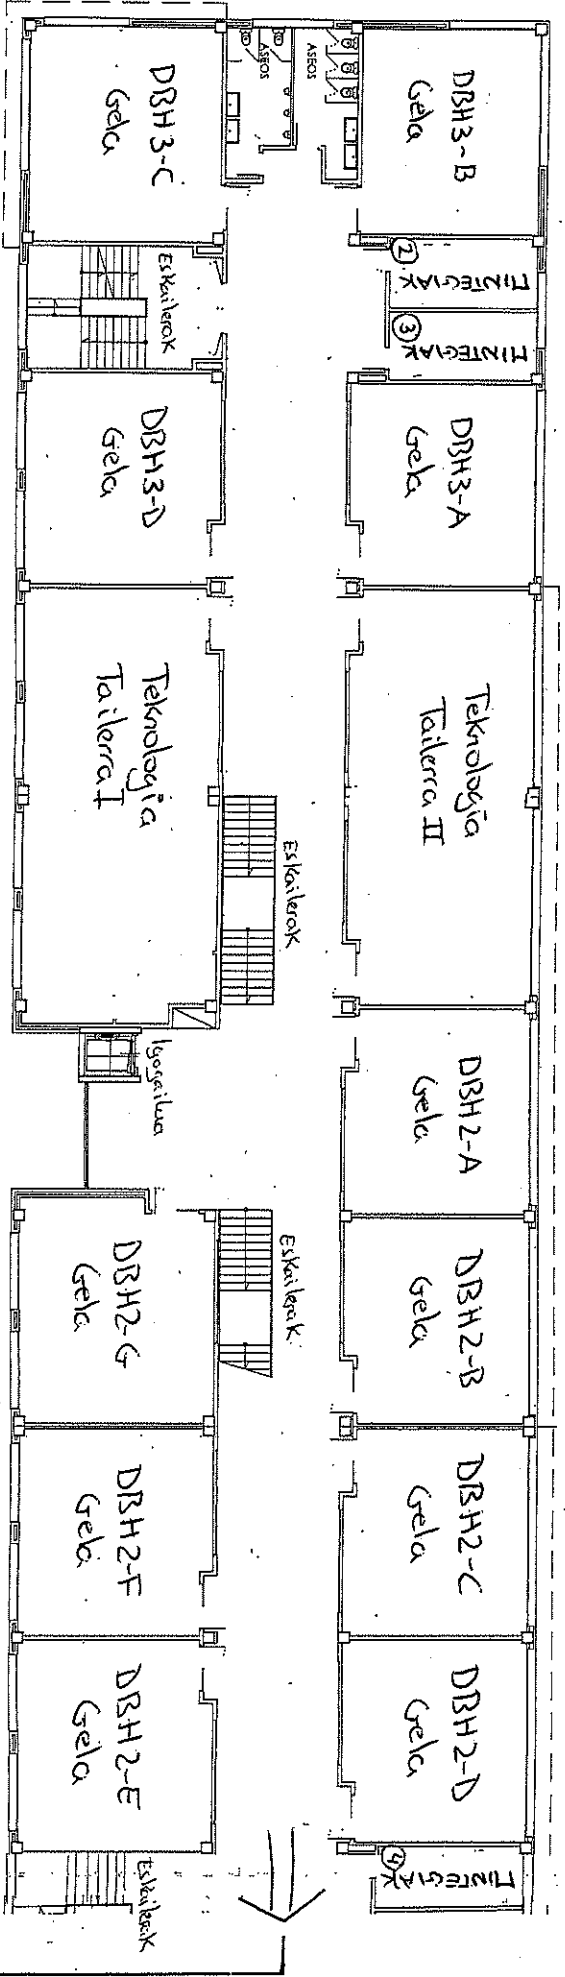 DBH3-B
Gela
② MINTEGIAK
③ MINTEGIAK
DBH3-A
Gela
Teknologia
Tailerra II
DBH2-A
Gela
DBH2-B
Gela
DBH2-C
Gela
DBH2-D
Gela
④ MINTEGIAK
ASEOS
ASEOS
Eskailerak
Eskailerak
DBH3-C
Gela
Eskailerak
DBH3-D
Gela
Teknologia
Tailerra I
Igogailua
DBH2-G
Gela
DBH2-F
Gela
DBH2-E
Gela
Eskailerak